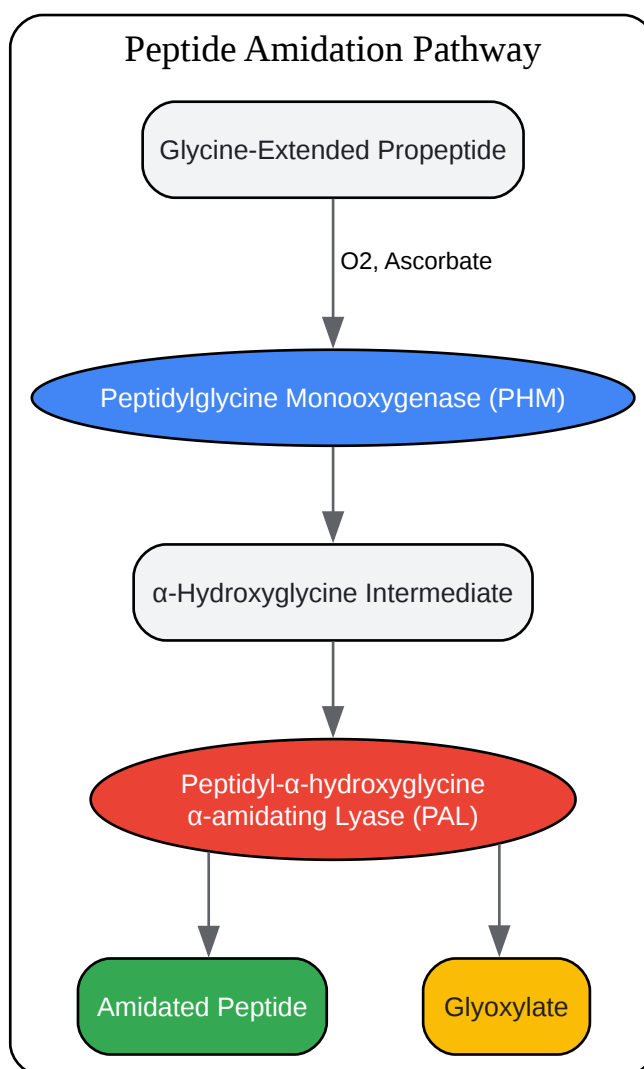 Peptide Amidation Pathway
Glycine-Extended Propeptide
O2, Ascorbate
Peptidylglycine Monooxygenase (PHM)
α-Hydroxyglycine Intermediate
Peptidyl-α-hydroxyglycine
α-amidating Lyase (PAL)
Amidated Peptide
Glyoxylate